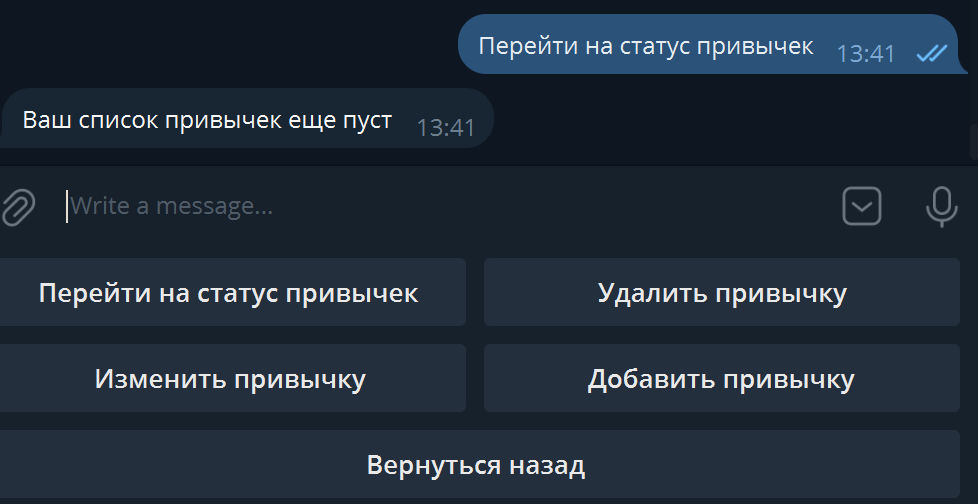 Перейти на статус привычек 13:41
Ваш список привычек еще пуст 13:41
Write a message...
Перейти на статус привычек
Удалить привычку
Изменить привычку
Добавить привычку
Вернуться назад